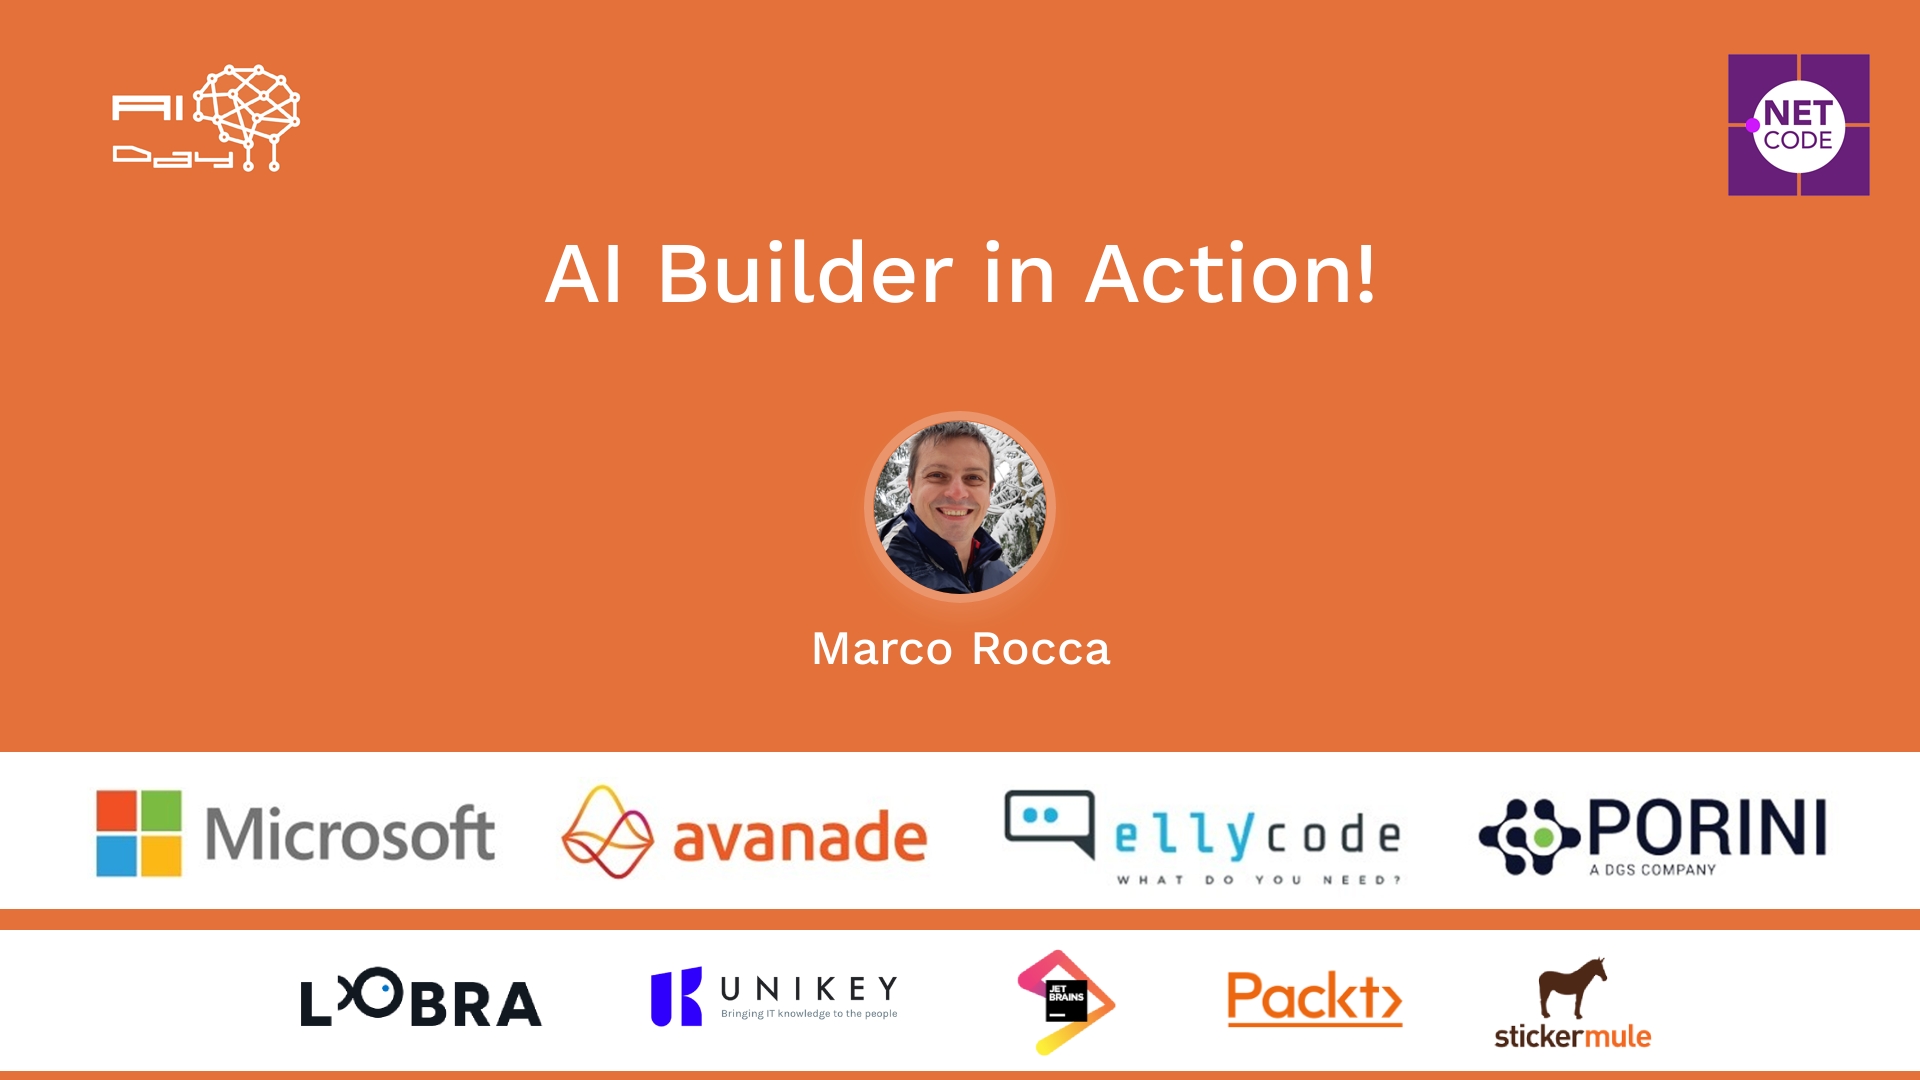 AI
Day
NET
CODE
AI Builder in Action!
Marco Rocca
Microsoft
avanade
ellycode
WHAT DO YOU NEED?
PORINI
A DGS COMPANY
LOBRA
UNIKEY
Bringing IT knowledge to the people
JET
BRAINS
Packt
stickermule